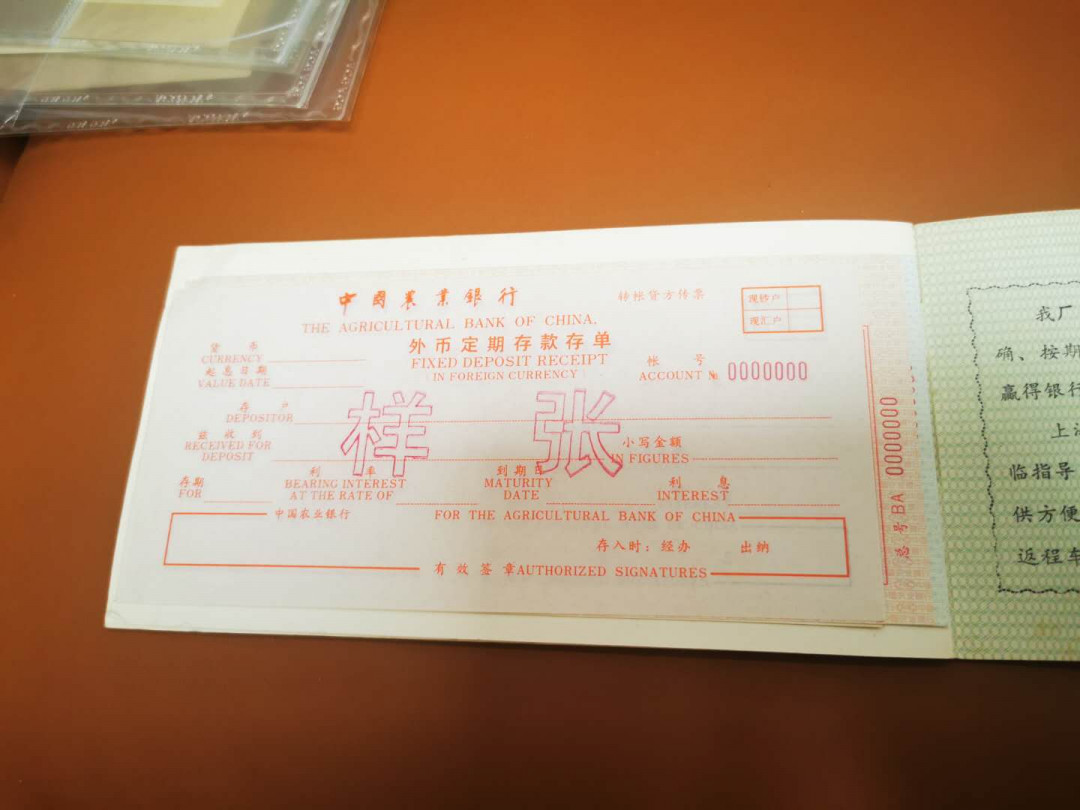 中國農業銀行
转帐贷方传票
现钞户
现汇户
THE AGRICULTURAL BANK OF CHINA.
外币定期存款存单
FIXED DEPOSIT RECEIPT
IN FOREIGN CURRENCY
货 币
CURRENCY
起息日期
VALUE DATE
帐 号
ACCOUNT № 0000000
存 户
DEPOSITOR
样 张
兹收到
RECEIVED FOR
DEPOSIT
小写金额
IN FIGURES
存期
FOR
利 率
BEARING INTEREST
AT THE RATE OF
到期日
MATURITY
DATE
利 息
INTEREST
中国农业银行
FOR THE AGRICULTURAL BANK OF CHINA
存入时: 经办 出纳
有效签章AUTHORIZED SIGNATURES
号 BA 0000000
我厂
确、按期
赢得银行
上
临指导
供方便
返程车